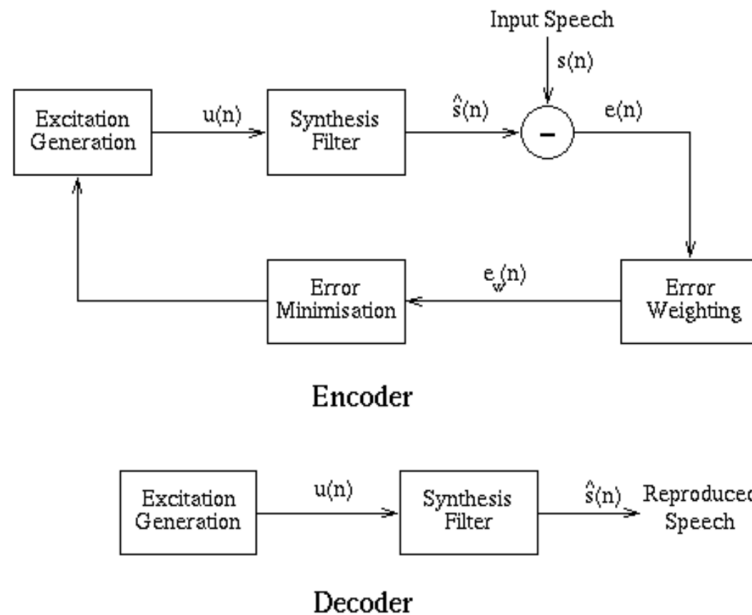 Input Speech
s(n)
Excitation
Generation
u(n)
Synthesis
Filter
ŝ(n)
-
e(n)
Error
Minimisation
e_w(n)
Error
Weighting
Encoder
Excitation
Generation
u(n)
Synthesis
Filter
ŝ(n)
Reproduced
Speech
Decoder